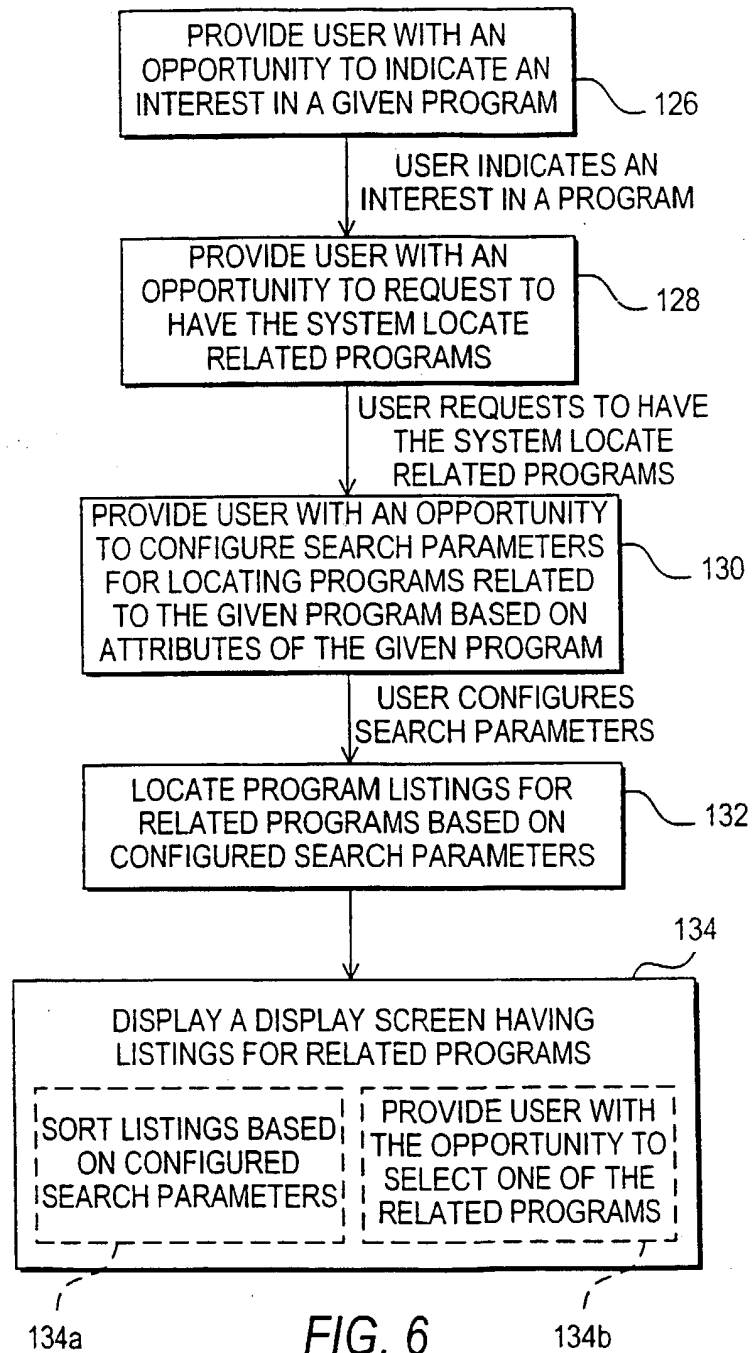 PROVIDE USER WITH AN
OPPORTUNITY TO INDICATE AN
INTEREST IN A GIVEN PROGRAM
126
USER INDICATES AN
INTEREST IN A PROGRAM
PROVIDE USER WITH AN
OPPORTUNITY TO REQUEST TO
HAVE THE SYSTEM LOCATE
RELATED PROGRAMS
128
USER REQUESTS TO HAVE
THE SYSTEM LOCATE
RELATED PROGRAMS
PROVIDE USER WITH AN OPPORTUNITY
TO CONFIGURE SEARCH PARAMETERS
FOR LOCATING PROGRAMS RELATED
TO THE GIVEN PROGRAM BASED ON
ATTRIBUTES OF THE GIVEN PROGRAM
130
USER CONFIGURES
SEARCH PARAMETERS
LOCATE PROGRAM LISTINGS FOR
RELATED PROGRAMS BASED ON
CONFIGURED SEARCH PARAMETERS
132
134
DISPLAY A DISPLAY SCREEN HAVING
LISTINGS FOR RELATED PROGRAMS
SORT LISTINGS BASED
ON CONFIGURED
SEARCH PARAMETERS
PROVIDE USER WITH
THE OPPORTUNITY TO
SELECT ONE OF THE
RELATED PROGRAMS
134a
134b
FIG. 6